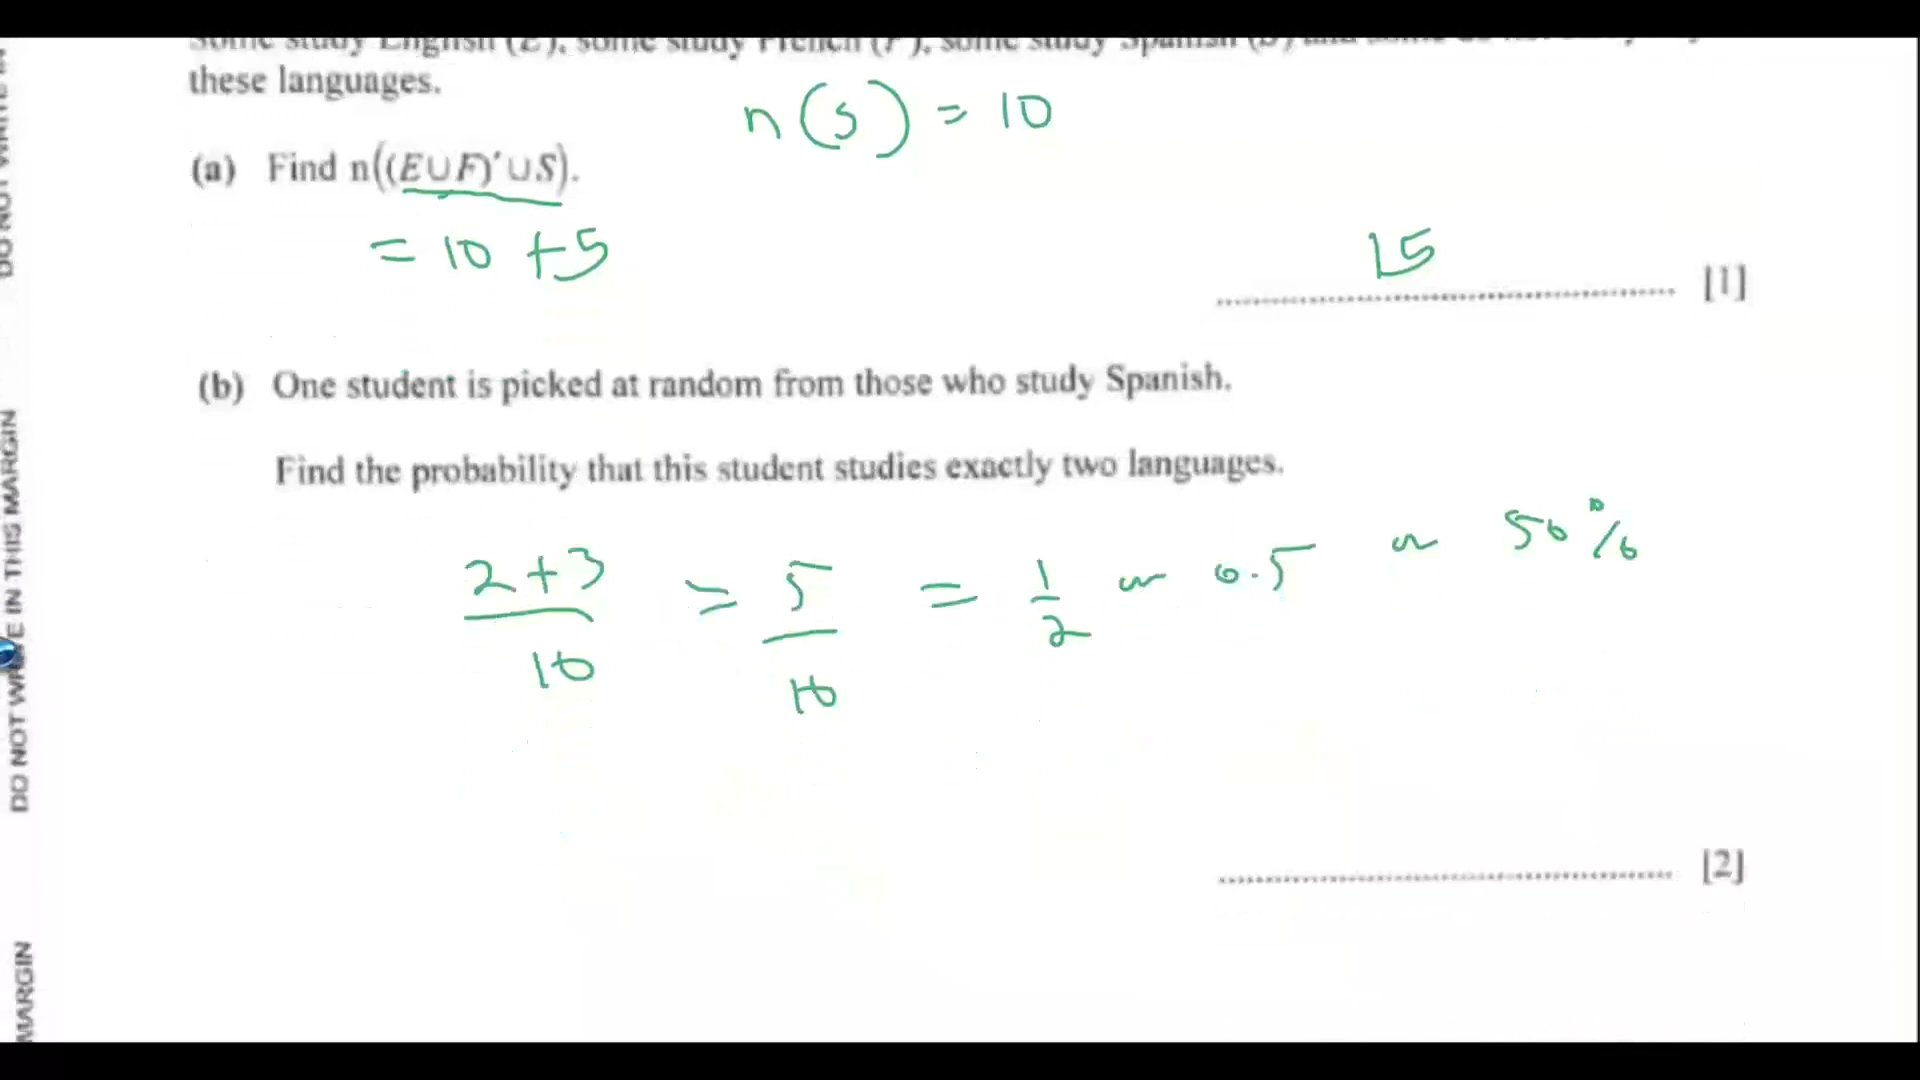 these languages.
n(s) = 10
(a) Find n((E∪F)′∪S).
= 10 + 5
15
[1]
(b) One student is picked at random from those who study Spanish.
Find the probability that this student studies exactly two languages.
2+3/10 = 5/10 = 1/2 or 0.5 or 50%
[2]
DO NOT WRITE IN THIS MARGIN
MARGIN